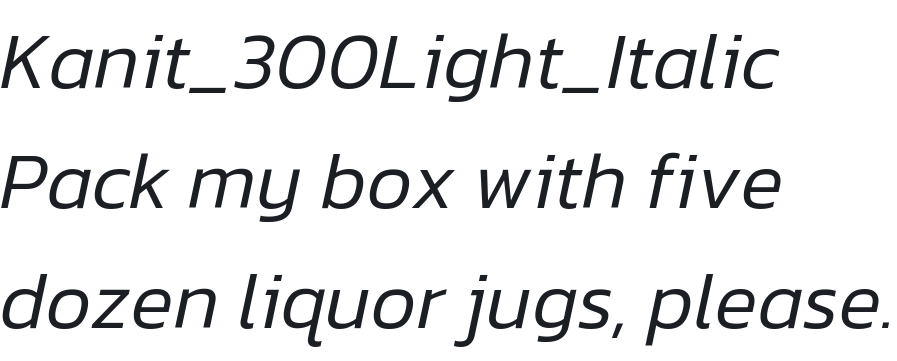 Kanit_300Light_Italic
Pack my box with five
dozen liquor jugs, please.